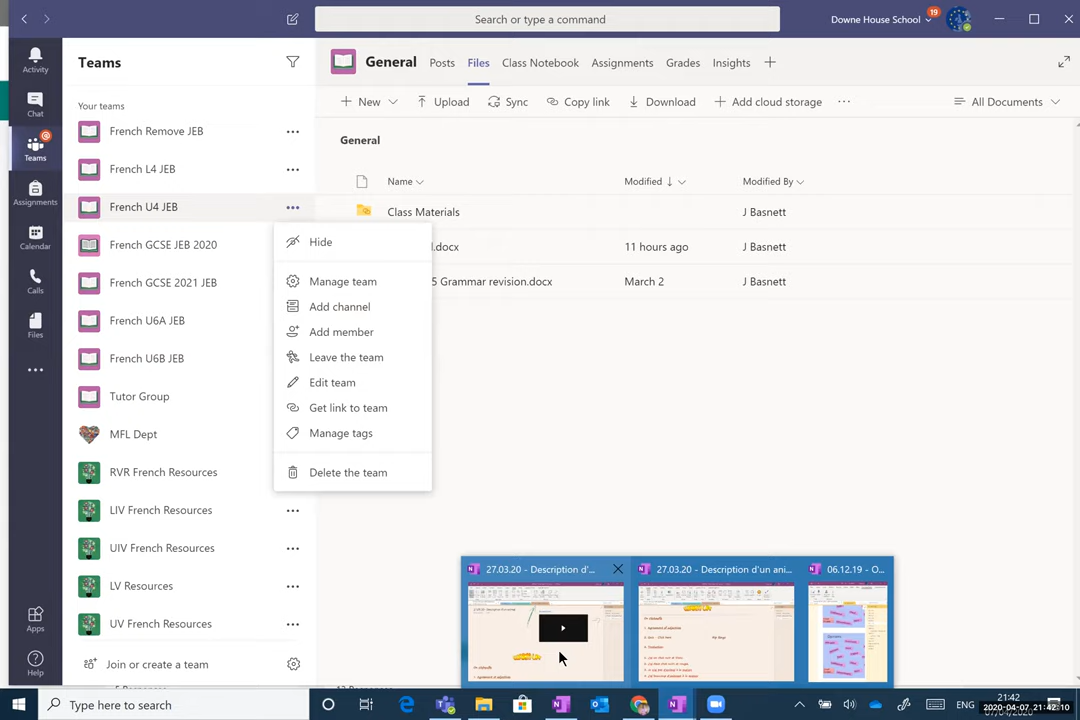 Search or type a command
Downe House School
19
Activity
Chat
Teams
Assignments
Calendar
Calls
Files
Apps
Help
Teams
Your teams
French Remove JEB
French L4 JEB
French U4 JEB
French GCSE JEB 2020
French GCSE 2021 JEB
French U6A JEB
French U6B JEB
Tutor Group
MFL Dept
RVR French Resources
LIV French Resources
UIV French Resources
LV Resources
UV French Resources
Join or create a team
General
Posts
Files
Class Notebook
Assignments
Grades
Insights
New
Upload
Sync
Copy link
Download
Add cloud storage
All Documents
General
Name
Modified
Modified By
Class Materials
J Basnett
l.docx
11 hours ago
J Basnett
5 Grammar revision.docx
March 2
J Basnett
Hide
Manage team
Add channel
Add member
Leave the team
Edit team
Get link to team
Manage tags
Delete the team
27.03.20 - Description d'...
27.03.20 - Description d'un ani...
06.12.19 - O...
Type here to search
ENG
21:42
07/04/2020
2020-04-07 21:42:10